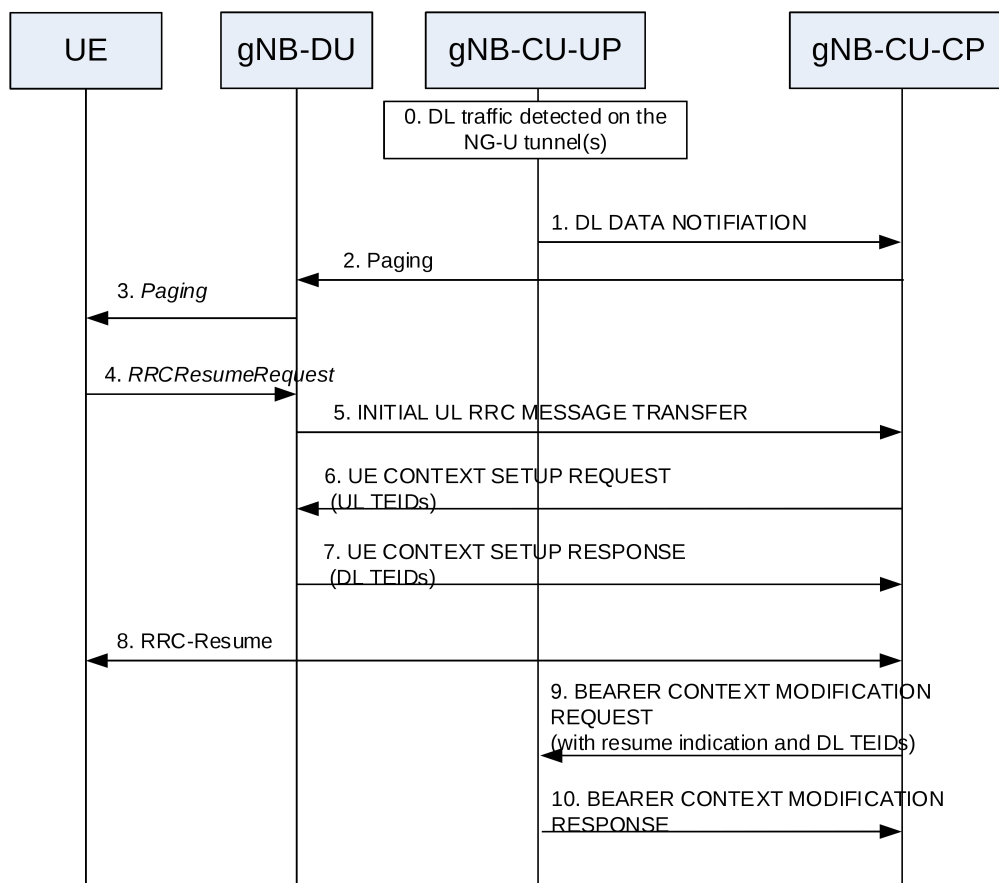 UE
gNB-DU
gNB-CU-UP
gNB-CU-CP
0. DL traffic detected on the
NG-U tunnel(s)
1. DL DATA NOTIFIATION
2. Paging
3. Paging
4. RRCResumeRequest
5. INITIAL UL RRC MESSAGE TRANSFER
6. UE CONTEXT SETUP REQUEST
(UL TEIDs)
7. UE CONTEXT SETUP RESPONSE
(DL TEIDs)
8. RRC-Resume
9. BEARER CONTEXT MODIFICATION
REQUEST
(with resume indication and DL TEIDs)
10. BEARER CONTEXT MODIFICATION
RESPONSE